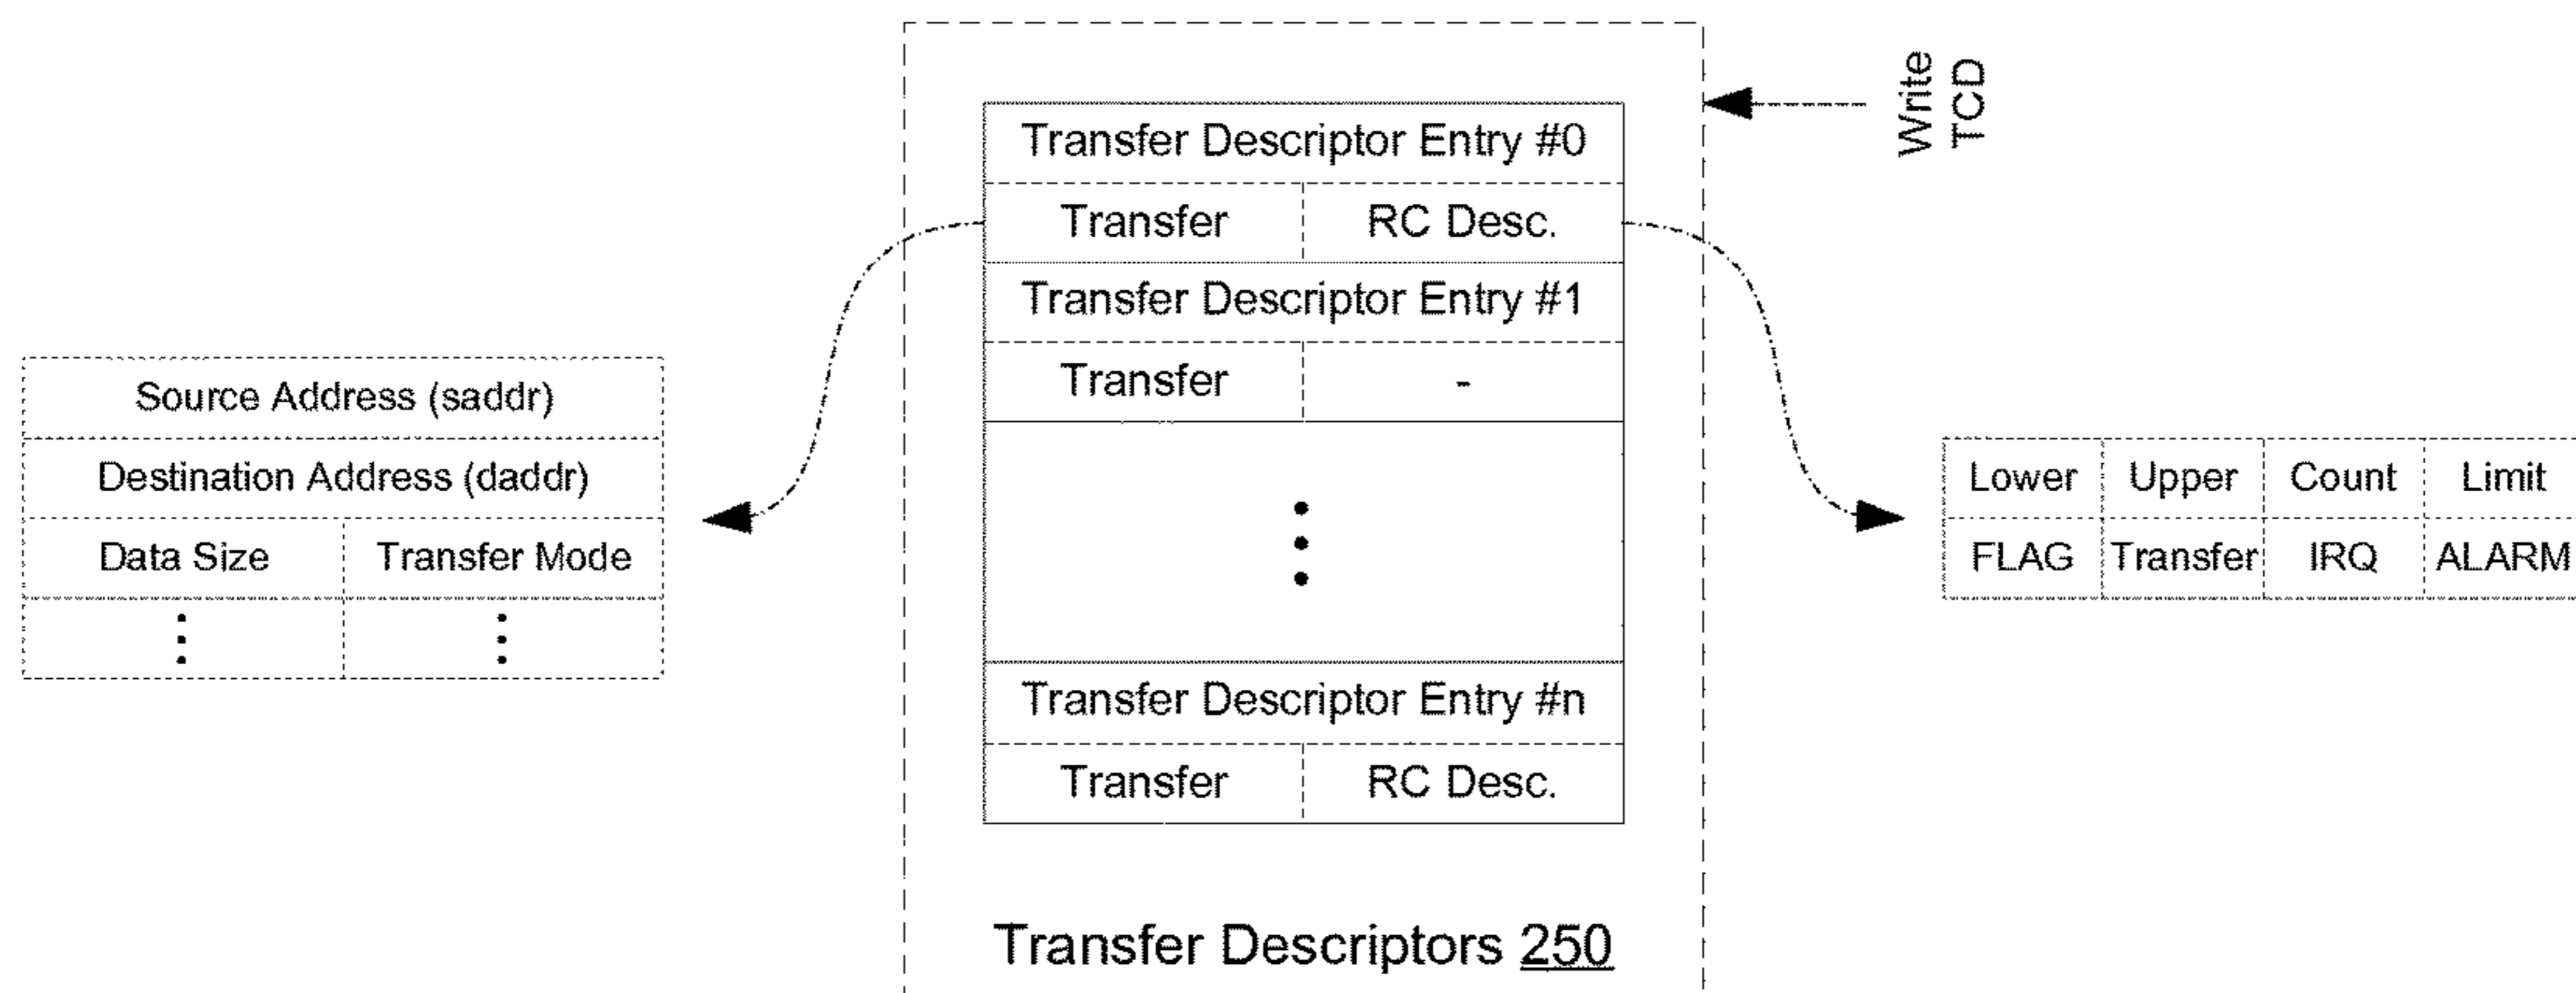 Write
TCD
Transfer Descriptor Entry #0
Transfer RC Desc.
Transfer Descriptor Entry #1
Transfer -
Transfer Descriptor Entry #n
Transfer RC Desc.
Transfer Descriptors 250
Source Address (saddr)
Destination Address (daddr)
Data Size Transfer Mode
Lower Upper Count Limit
FLAG Transfer IRQ ALARM